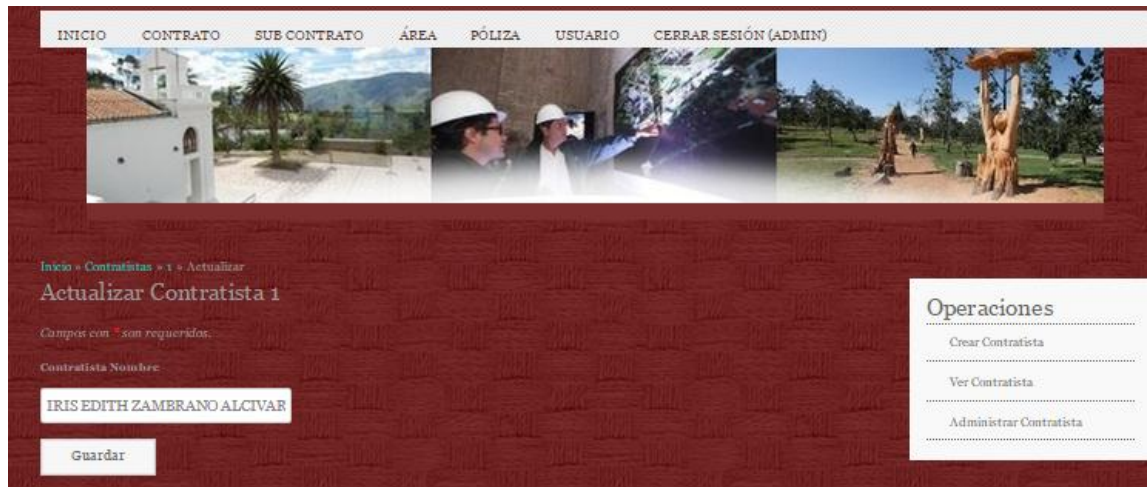 INICIO CONTRATO SUB CONTRATO ÁREA PÓLIZA USUARIO CERRAR SESIÓN (ADMIN)
Inicio » Contratistas » 1 » Actualizar
Actualizar Contratista 1
Campos con * son requeridos.
Contratista Nombre
IRIS EDITH ZAMBRANO ALCIVAR
Guardar
Operaciones
Crear Contratista
Ver Contratista
Administrar Contratista